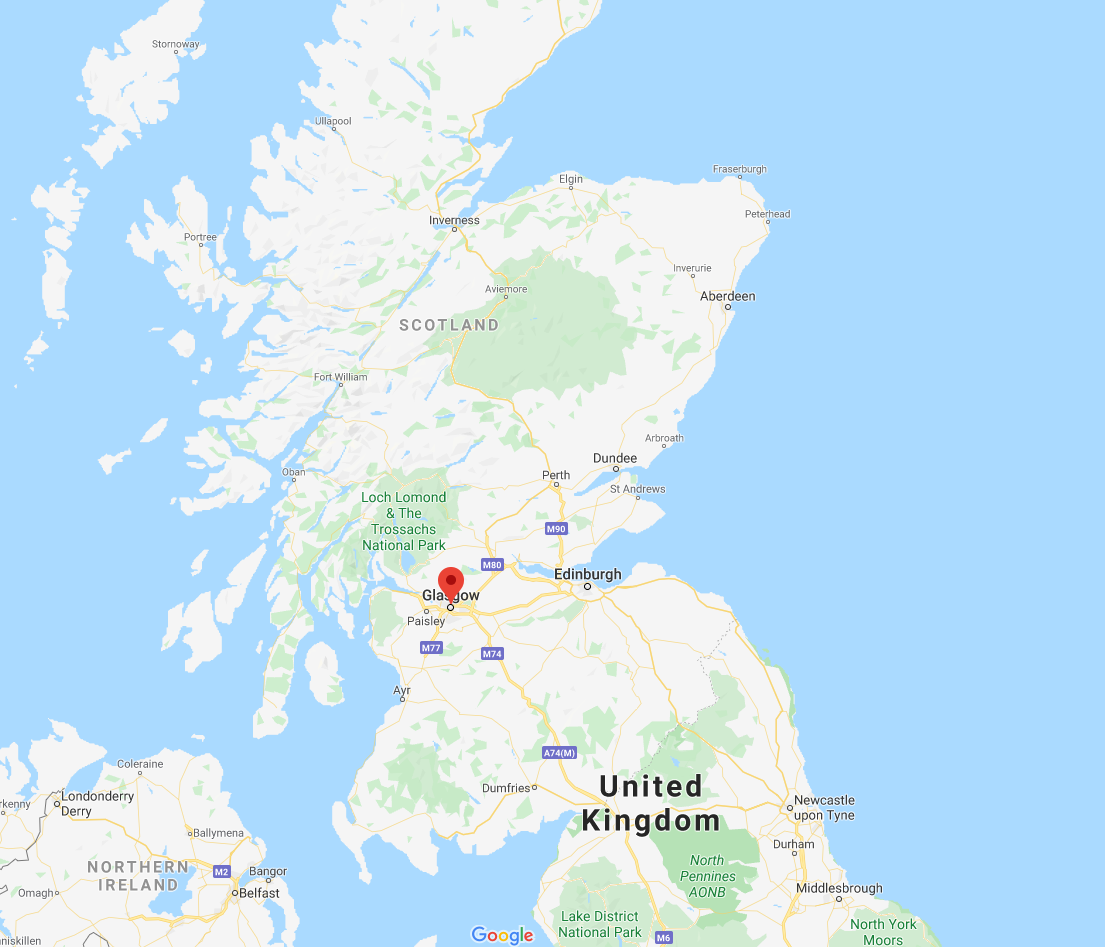 Stornoway
Ullapool
Fraserburgh
Elgin
Peterhead
Inverness
Portree
Inverurie
Aviemore
Aberdeen
SCOTLAND
Fort William
Arbroath
Dundee
Oban
Perth
St Andrews
Loch Lomond
& The
Trossachs
National Park
M90
M80
Edinburgh
Glasgow
Paisley
M77
M74
Ayr
A74(M)
Coleraine
United
Kingdom
Dumfries
Londonderry
Derry
rkenny
Newcastle
upon Tyne
Ballymena
Durham
NORTHERN
IRELAND
M2
Bangor
North
Pennines
AONB
Omagh
Belfast
Middlesbrough
Lake District
National Park
North York
Moors
Google
M6
nniskillen